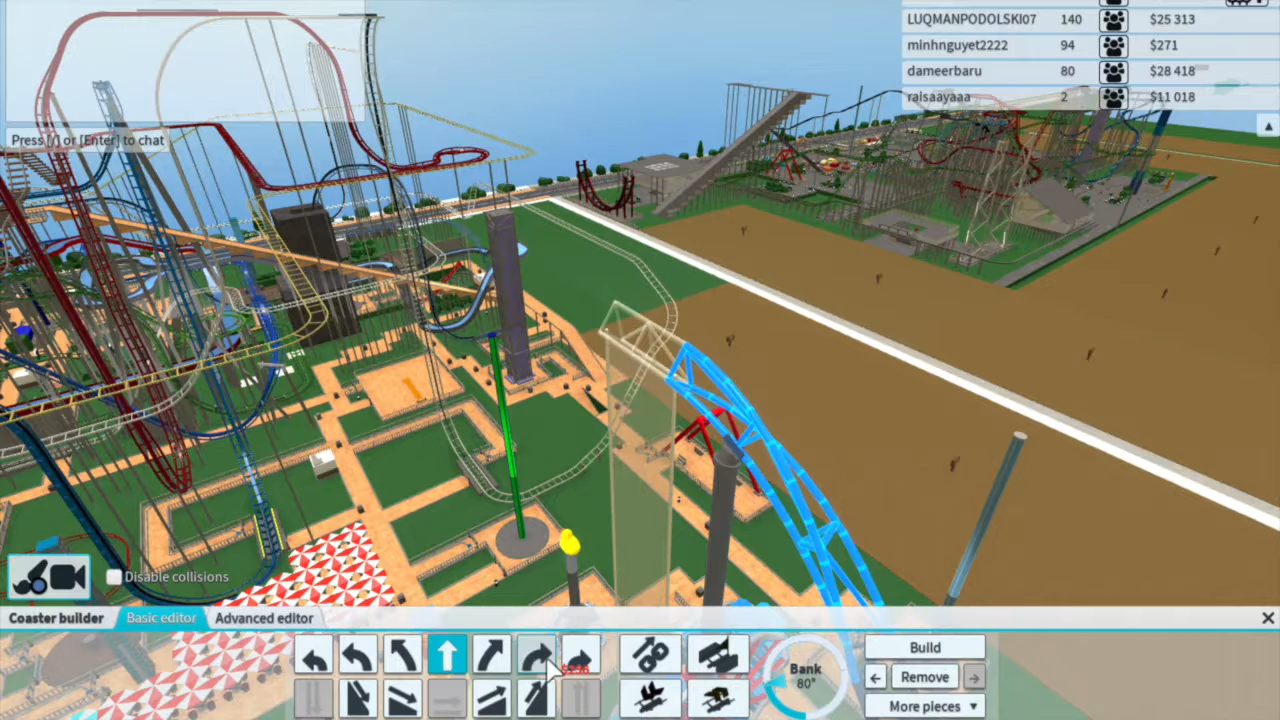 LUQMANPODOLSKI07 140 $25 313
minhnguyet2222 94 $271
dameerbaru 80 $28 418
raisaayaaa 2 $11 018
Press [/] or [Enter] to chat
Disable collisions
Coaster builder Basic editor Advanced editor
Bank
80°
Build
Remove
More pieces